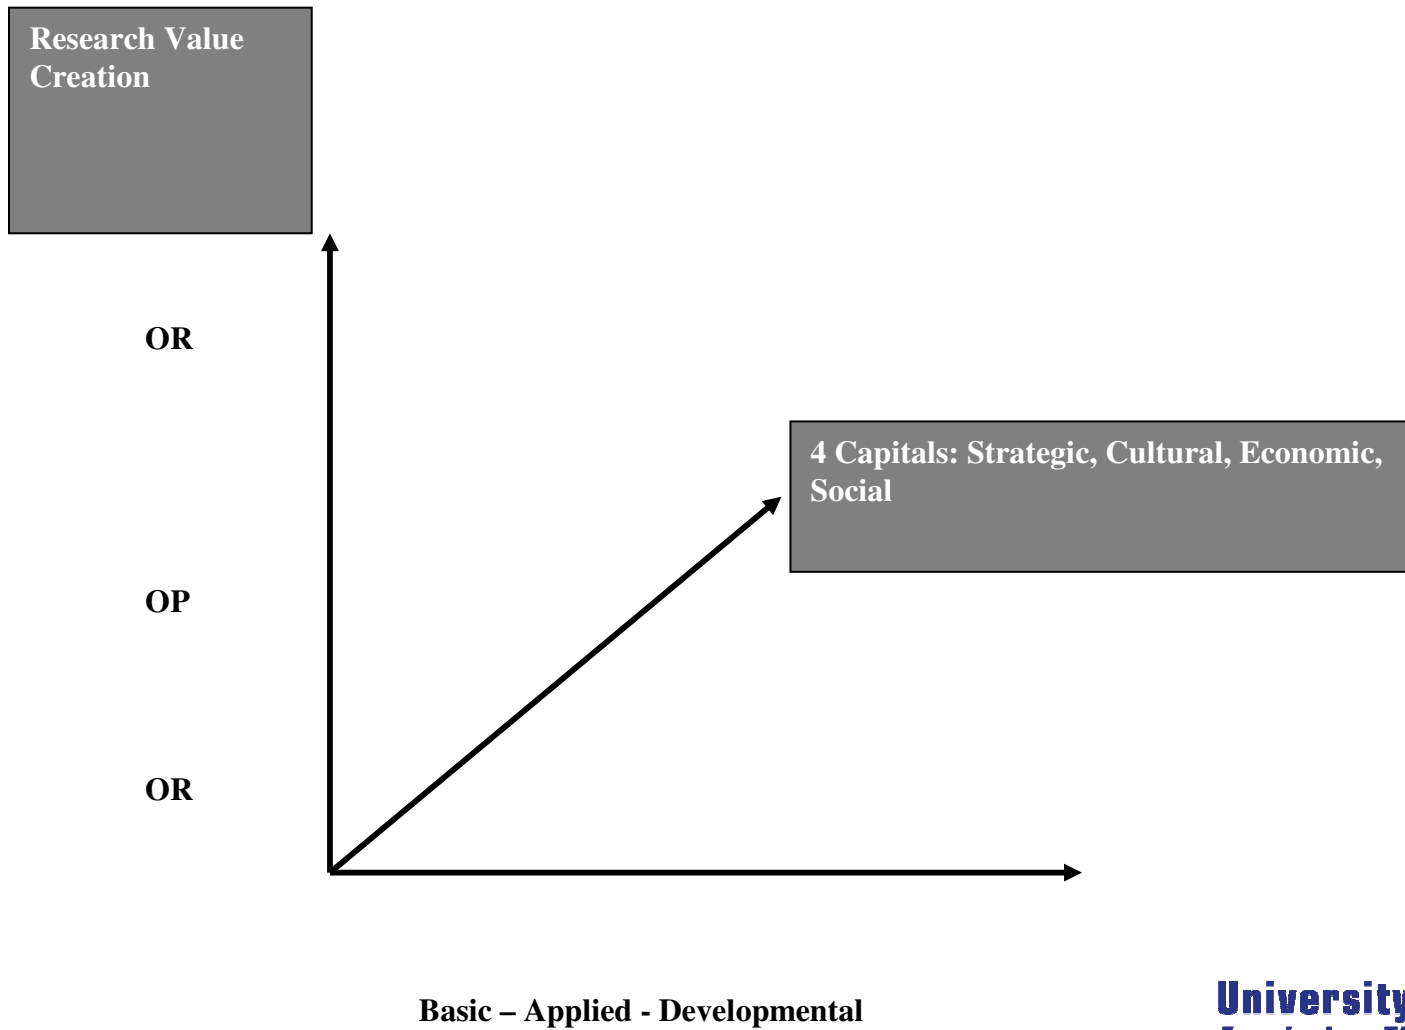 Research Value
Creation
OR
4 Capitals: Strategic, Cultural, Economic,
Social
OP
OR
Basic – Applied - Developmental
University